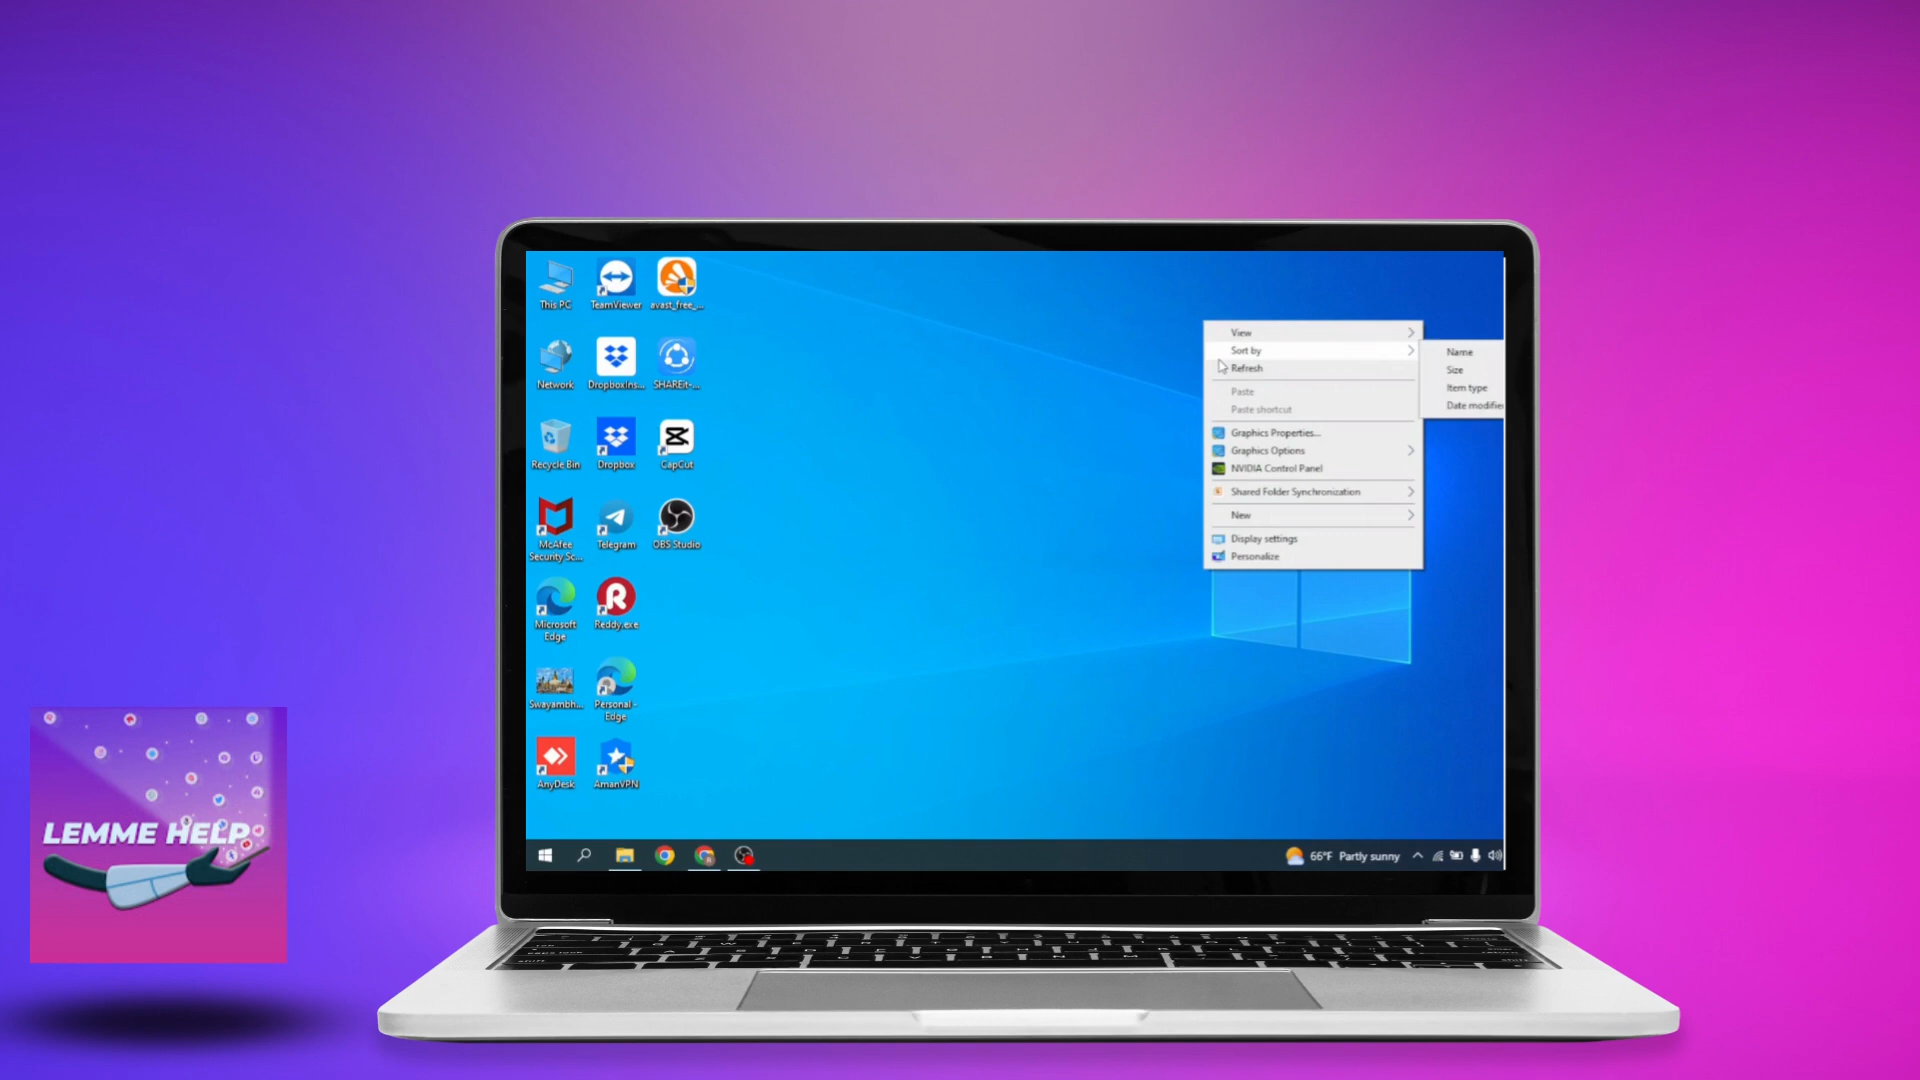 This PC
TeamViewer
avast_free_...
Network
DropboxIns...
SHAREit-...
Recycle Bin
Dropbox
CapCut
McAfee
Security Sc...
Telegram
OBS Studio
Microsoft
Edge
Reddy.exe
Swayambh...
Personal -
Edge
AnyDesk
AmanVPN
View
Sort by
Refresh
Paste
Paste shortcut
Graphics Properties...
Graphics Options
NVIDIA Control Panel
Shared Folder Synchronization
New
Display settings
Personalize
Name
Size
Item type
Date modified
66°F Partly sunny
LEMME HELP